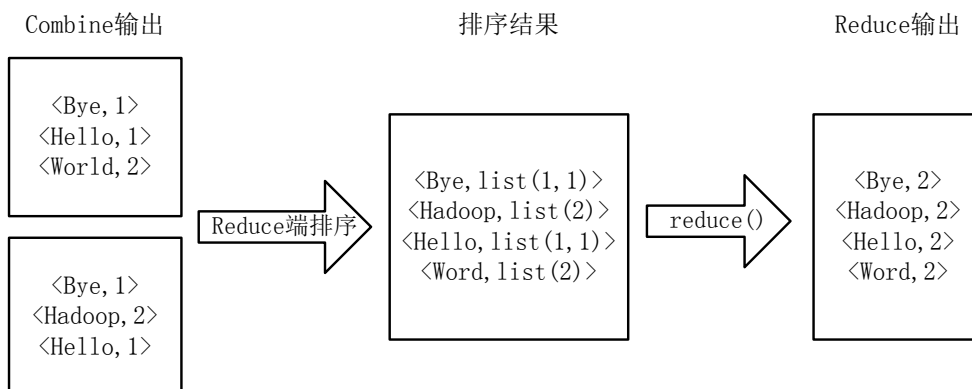 Combine输出
排序结果
Reduce输出
<Bye,1>
<Hello,1>
<World,2>
<Bye,1>
<Hadoop,2>
<Hello,1>
Reduce端排序
<Bye,list(1,1)>
<Hadoop,list(2)>
<Hello,list(1,1)>
<Word,list(2)>
reduce()
<Bye,2>
<Hadoop,2>
<Hello,2>
<Word,2>